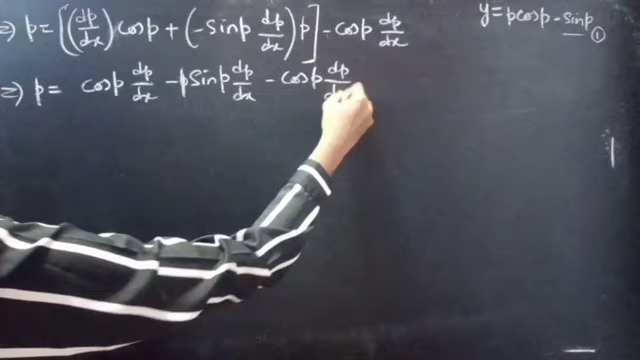 y = p cos p - sin p ①
⇒) p = [((dp/dx) cos p + (-sin p dp/dx) p] - cos p dp/dx
⇒) p = cos p dp/dx - p sin p dp/dx - cos p dp/dx